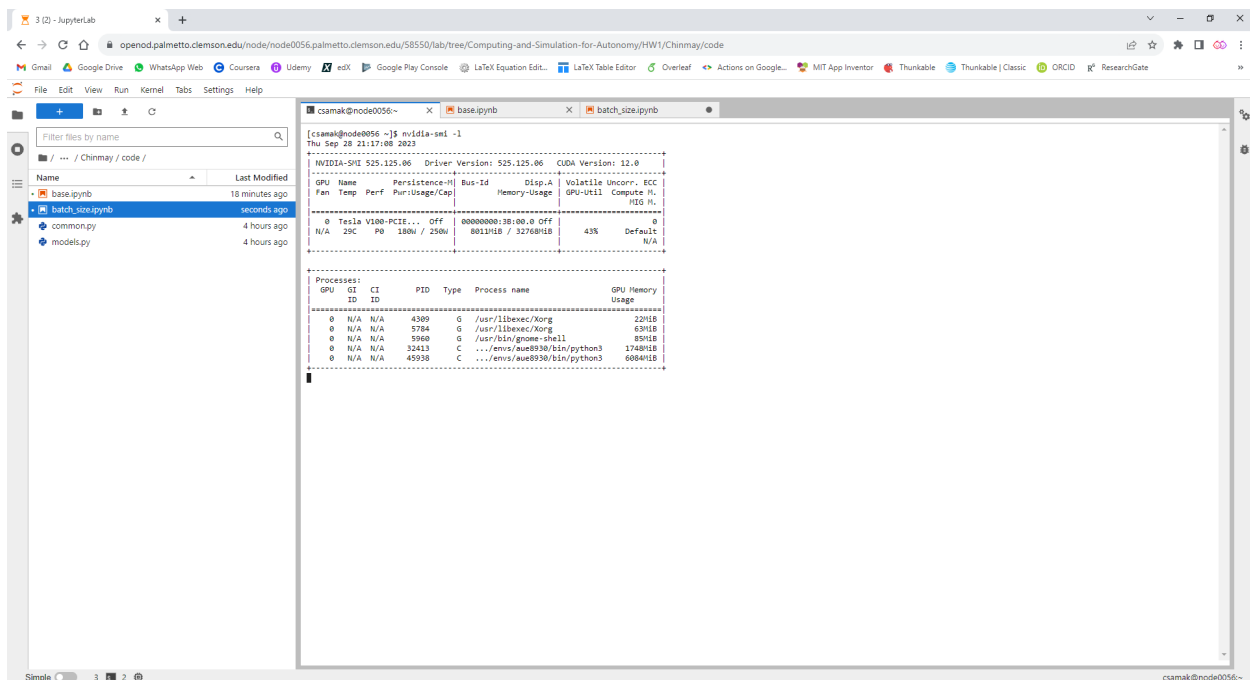 3 (2) - JupyterLab
openod.palmetto.clemson.edu/node/node0056.palmetto.clemson.edu/58550/lab/tree/Computing-and-Simulation-for-Autonomy/HW1/Chinmay/code
Gmail Google Drive WhatsApp Web Coursera Udemy edX Google Play Console LaTeX Equation Edit... LaTeX Table Editor Overleaf Actions on Google... MIT App Inventor Thunkable Thunkable | Classic ORCID ResearchGate
File Edit View Run Kernel Tabs Settings Help
csamak@node0056:~ base.ipynb batch_size.ipynb
Filter files by name
/ ... / Chinmay / code /
Name Last Modified
base.ipynb 18 minutes ago
batch_size.ipynb seconds ago
common.py 4 hours ago
models.py 4 hours ago
[csamak@node0056 ~]$ nvidia-smi -l
Thu Sep 28 21:17:08 2023
NVIDIA-SMI 525.125.06 Driver Version: 525.125.06 CUDA Version: 12.0
GPU Name Persistence-M| Bus-Id Disp.A | Volatile Uncorr. ECC
Fan Temp Perf Pwr:Usage/Cap| Memory-Usage | GPU-Util Compute M.
MIG M.
0 Tesla V100-PCIE... Off | 00000000:3B:00.0 Off | 0
N/A 29C P0 180W / 250W | 8011MiB / 32768MiB | 43% Default
N/A
Processes:
GPU GI CI PID Type Process name GPU Memory
ID ID Usage
0 N/A N/A 4309 G /usr/libexec/Xorg 22MiB
0 N/A N/A 5784 G /usr/libexec/Xorg 63MiB
0 N/A N/A 5960 G /usr/bin/gnome-shell 85MiB
0 N/A N/A 32413 C .../envs/aue8930/bin/python3 1748MiB
0 N/A N/A 45938 C .../envs/aue8930/bin/python3 6084MiB
Simple 3 2 csamak@node0056:~